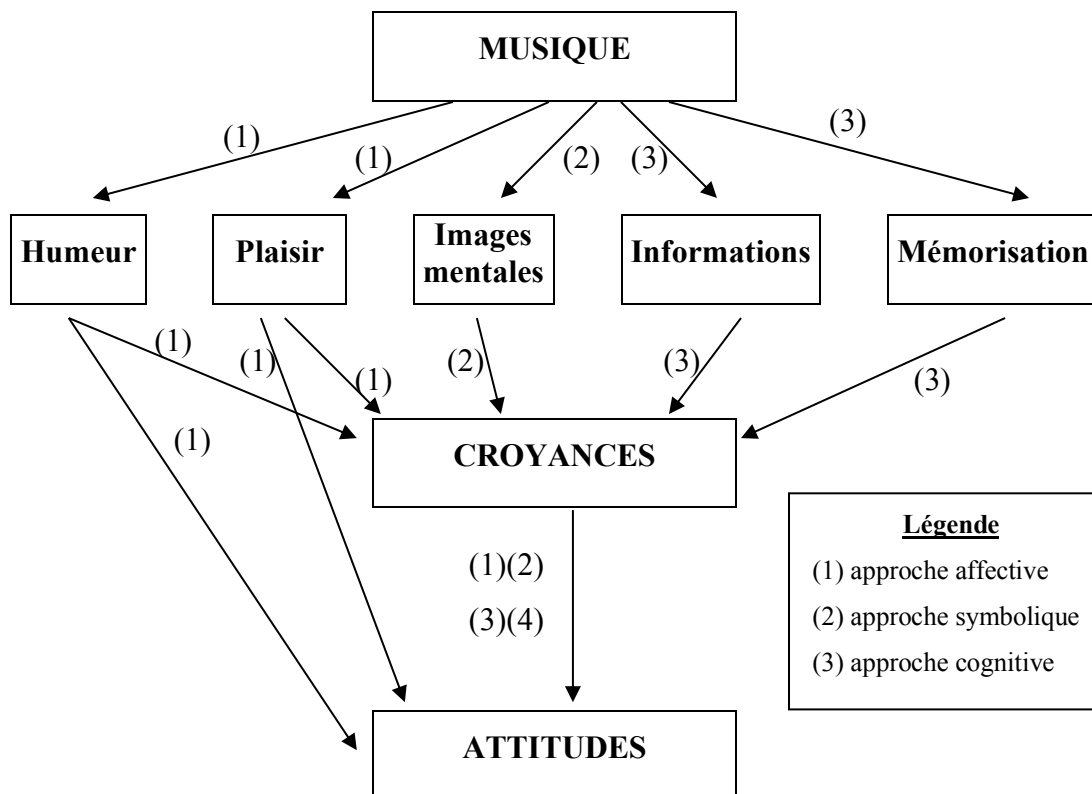 MUSIQUE
(1)
(1)
(2)
(3)
(3)
Humeur
Plaisir
Images
mentales
Informations
Mémorisation
(1)
(1)
(1)
(2)
(3)
(3)
(1)
CROYANCES
(1)(2)
(3)(4)
Légende
(1) approche affective
(2) approche symbolique
(3) approche cognitive
ATTITUDES